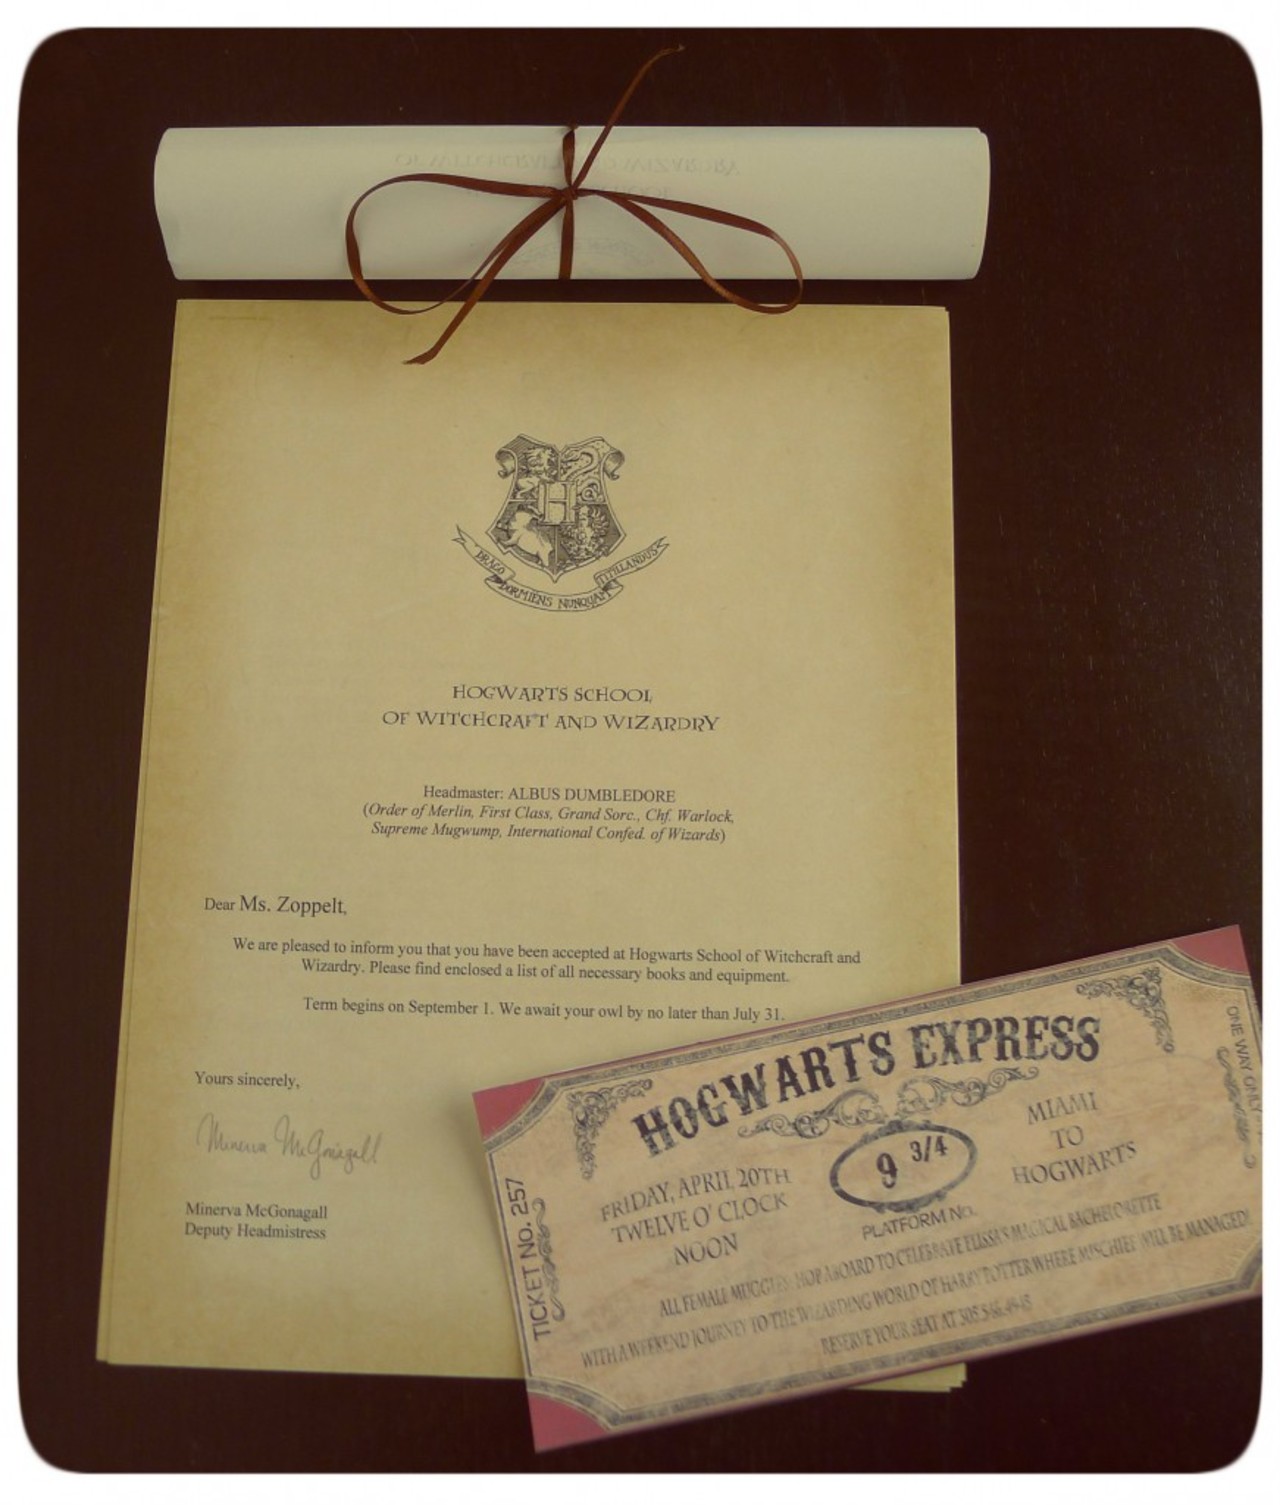 DRACO DORMIENS NUNQUAM TITILLANDUS
HOGWARTS SCHOOL
OF WITCHCRAFT AND WIZARDRY
Headmaster: ALBUS DUMBLEDORE
(Order of Merlin, First Class, Grand Sorc., Chf. Warlock,
Supreme Mugwump, International Confed. of Wizards)
Dear Ms. Zoppelt,
We are pleased to inform you that you have been accepted at Hogwarts School of Witchcraft and
Wizardry. Please find enclosed a list of all necessary books and equipment.
Term begins on September 1. We await your owl by no later than July 31.
Yours sincerely,
Minerva McGonagall
Minerva McGonagall
Deputy Headmistress
HOGWARTS EXPRESS
TICKET NO. 257
FRIDAY, APRIL 20TH
TWELVE O' CLOCK
NOON
9 3/4
PLATFORM NO.
MIAMI
TO
HOGWARTS
ONE WAY ONLY
ALL FEMALE MUGGLES HOP ABOARD TO CELEBRATE ELISSA'S MAGICAL BACHELORETTE
WITH A WEEKEND JOURNEY TO THE WIZARDING WORLD OF HARRY POTTER WHERE MISCHIEF WILL BE MANAGED!
RESERVE YOUR SEAT AT